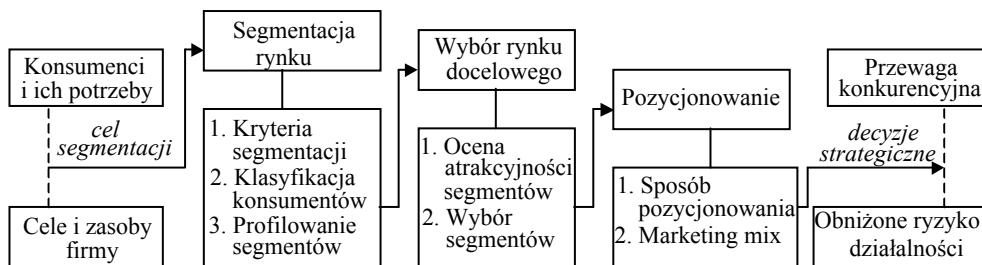 Konsumenci
i ich potrzeby
cel
segmentacji
Cele i zasoby
firmy
Segmentacja
rynku
1. Kryteria
segmentacji
2. Klasyfikacja
konsumentów
3. Profilowanie
segmentów
Wybór rynku
docelowego
1. Ocena
atrakcyjności
segmentów
2. Wybór
segmentów
Pozycjonowanie
1. Sposób
pozycjonowania
2. Marketing mix
Przewaga
konkurencyjna
decyzje
strategiczne
Obniżone ryzyko
działalności